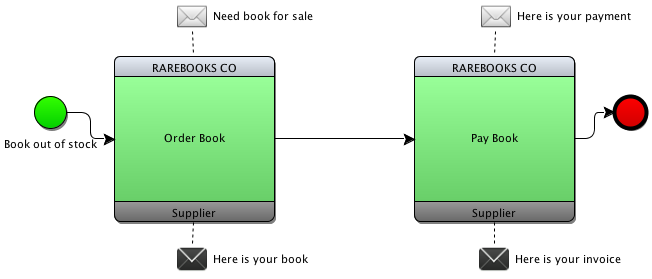 Need book for sale
Here is your payment
RAREBOOKS CO
RAREBOOKS CO
Book out of stock
Order Book
Pay Book
Supplier
Supplier
Here is your book
Here is your invoice